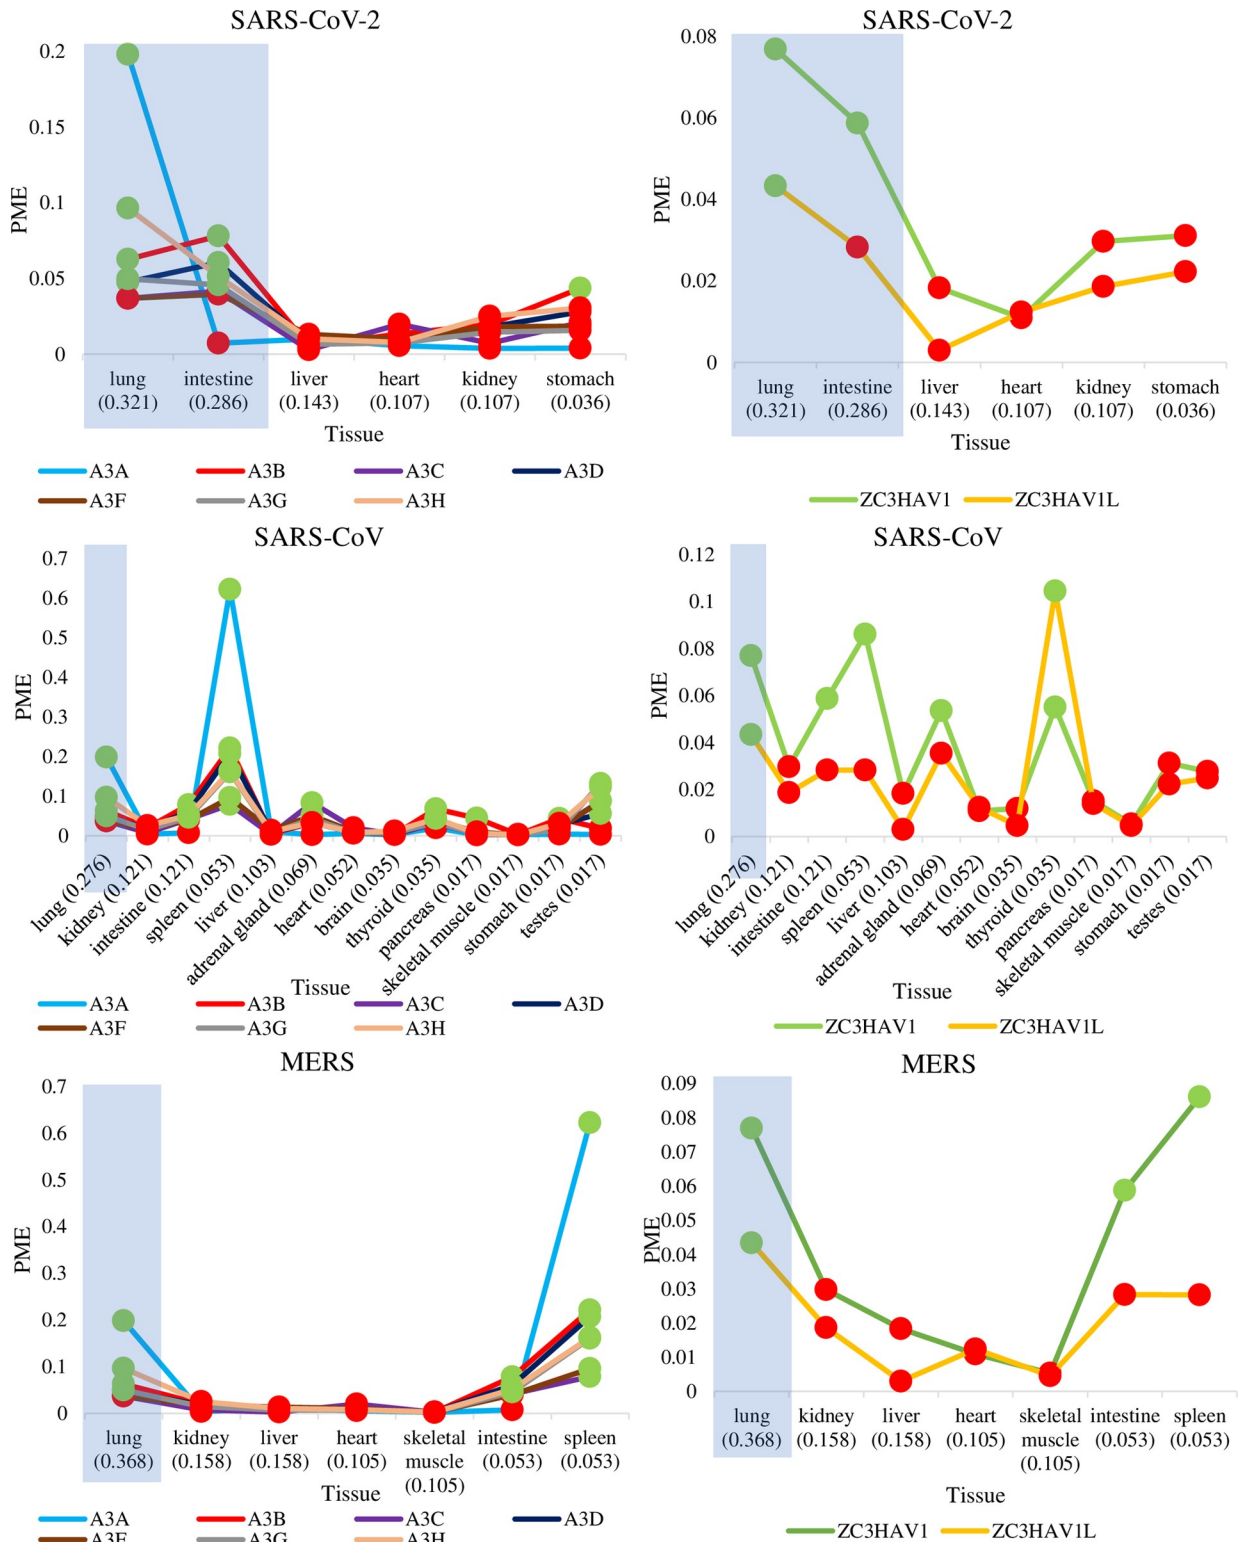 SARS-CoV-2
0.2
0.15
0.1
0.05
0
PME
lung intestine liver heart kidney stomach
(0.321) (0.286) (0.143) (0.107) (0.107) (0.036)
Tissue
A3A A3B A3C A3D
A3F A3G A3H
SARS-CoV-2
0.08
0.06
0.04
0.02
0
PME
lung intestine liver heart kidney stomach
(0.321) (0.286) (0.143) (0.107) (0.107) (0.036)
Tissue
ZC3HAV1 ZC3HAV1L
SARS-CoV
0.7
0.6
0.5
0.4
0.3
0.2
0.1
0
PME
lung (0.276)
kidney (0.121)
intestine (0.121)
spleen (0.053)
liver (0.103)
adrenal gland (0.069)
heart (0.052)
brain (0.035)
thyroid (0.035)
pancreas (0.017)
skeletal muscle (0.017)
stomach (0.017)
testes (0.017)
Tissue
A3A A3B A3C A3D
A3F A3G A3H
SARS-CoV
0.12
0.1
0.08
0.06
0.04
0.02
0
PME
lung (0.276)
kidney (0.121)
intestine (0.121)
spleen (0.053)
liver (0.103)
adrenal gland (0.069)
heart (0.052)
brain (0.035)
thyroid (0.035)
pancreas (0.017)
skeletal muscle (0.017)
stomach (0.017)
testes (0.017)
Tissue
ZC3HAV1 ZC3HAV1L
MERS
0.7
0.6
0.5
0.4
0.3
0.2
0.1
0
PME
lung kidney liver heart skeletal intestine spleen
(0.368) (0.158) (0.158) (0.105) muscle (0.053) (0.053)
(0.105)
Tissue
A3A A3B A3C A3D
A3F A3G A3H
MERS
0.09
0.08
0.07
0.06
0.05
0.04
0.03
0.02
0.01
0
PME
lung kidney liver heart skeletal intestine spleen
(0.368) (0.158) (0.158) (0.105) muscle (0.053) (0.053)
(0.105)
Tissue
ZC3HAV1 ZC3HAV1L